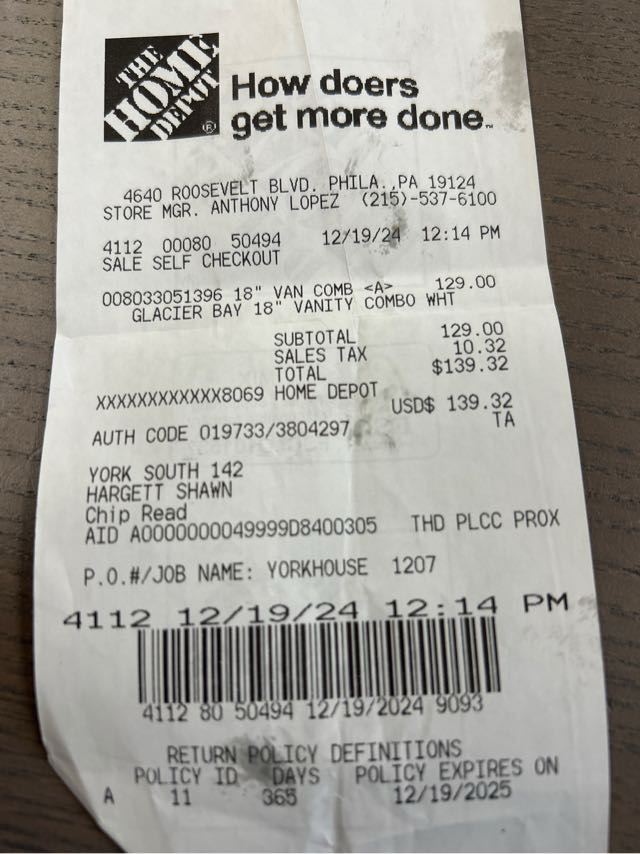 THE
HOME
DEPOT
®
How doers
get more done™
4640 ROOSEVELT BLVD. PHILA.,PA 19124
STORE MGR. ANTHONY LOPEZ (215)-537-6100
4112 00080 50494 12/19/24 12:14 PM
SALE SELF CHECKOUT
008033051396 18" VAN COMB <A> 129.00
GLACIER BAY 18" VANITY COMBO WHT
SUBTOTAL 129.00
SALES TAX 10.32
TOTAL $139.32
XXXXXXXXXXXX8069 HOME DEPOT
USD$ 139.32
AUTH CODE 019733/3804297 TA
YORK SOUTH 142
HARGETT SHAWN
Chip Read
AID A0000000049999D8400305 THD PLCC PROX
P.O.#/JOB NAME: YORKHOUSE 1207
4112 12/19/24 12:14 PM
4112 80 50494 12/19/2024 9093
RETURN POLICY DEFINITIONS
POLICY ID DAYS POLICY EXPIRES ON
A 11 365 12/19/2025